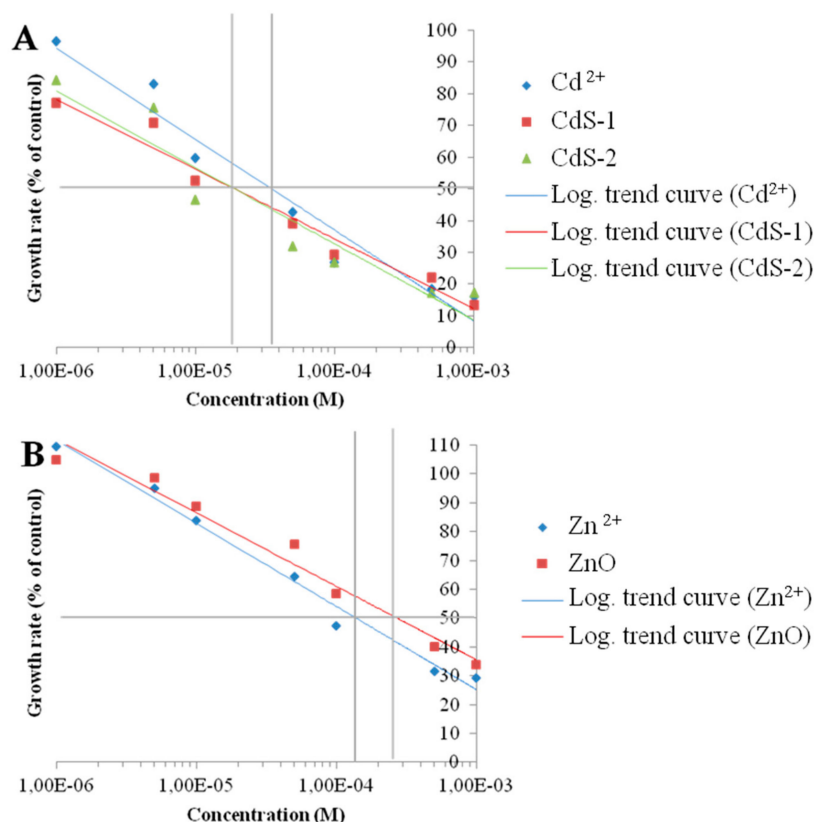 A
Growth rate (% of control)
100
90
80
70
60
50
40
30
20
10
0
1,00E-06 1,00E-05 1,00E-04 1,00E-03
Concentration (M)
Cd²⁺
CdS-1
CdS-2
Log. trend curve (Cd²⁺)
Log. trend curve (CdS-1)
Log. trend curve (CdS-2)
B
Growth rate (% of control)
110
100
90
80
70
60
50
40
30
20
10
0
1,00E-06 1,00E-05 1,00E-04 1,00E-03
Concentration (M)
Zn²⁺
ZnO
Log. trend curve (Zn²⁺)
Log. trend curve (ZnO)